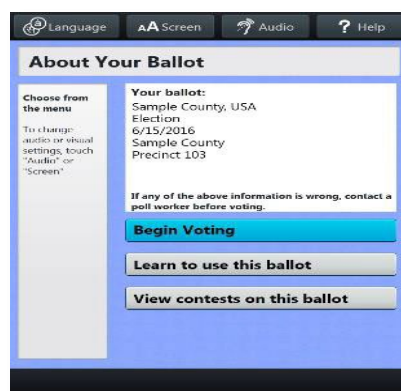 Language
AA Screen
Audio
? Help
About Your Ballot
Choose from
the menu
To change
audio or visual
settings, touch
"Audio" or
"Screen"
Your ballot:
Sample County, USA
Election
6/15/2016
Sample County
Precinct 103
If any of the above information is wrong, contact a
poll worker before voting.
Begin Voting
Learn to use this ballot
View contests on this ballot